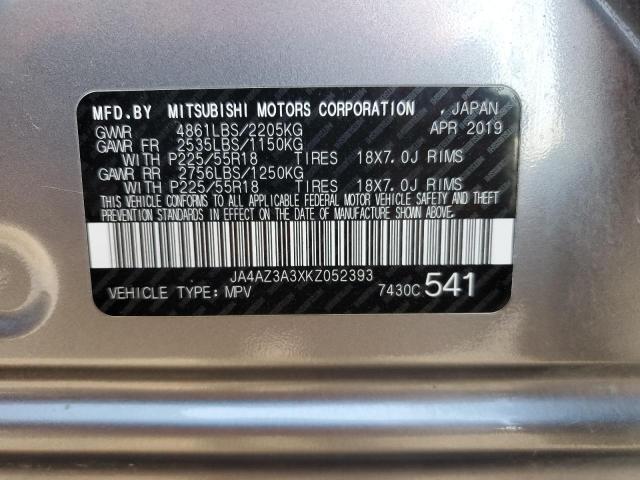 MFD.BY MITSUBISHI MOTORS CORPORATION , JAPAN
GVWR 4861LBS/2205KG APR 2019
GAWR FR 2535LBS/1150KG
WITH P225/55R18 TIRES 18X7.0J RIMS
GAWR RR 2756LBS/1250KG
WITH P225/55R18 TIRES 18X7.0J RIMS
THIS VEHICLE CONFORMS TO ALL APPLICABLE FEDERAL MOTOR VEHICLE SAFETY AND THEFT
PREVENTION STANDARDS IN EFFECT ON THE DATE OF MANUFACTURE SHOWN ABOVE.
JA4AZ3A3XKZ052393
VEHICLE TYPE: MPV 7430C 541